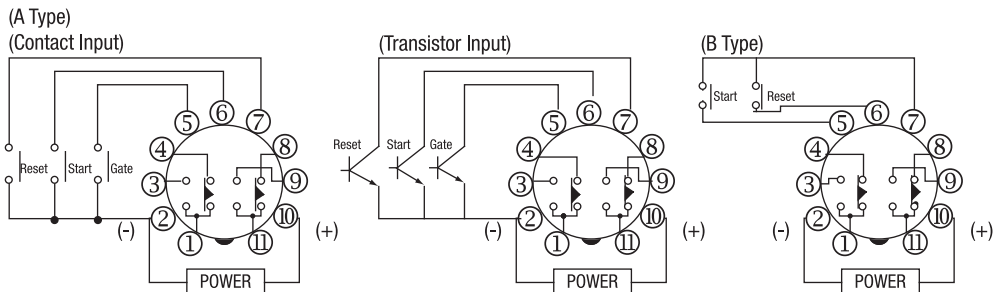 (A Type)
(Contact Input) (Transistor Input) (B Type)
Start Reset
5 6 7 5 6 7 5 6 7
Reset Start Gate
4 8 4 8 4 8
Reset Start Gate
3 9 3 9 3 9
2 10 2 10 2 10
(-) (+) (-) (+) (-) (+)
1 11 1 11 1 11
POWER POWER POWER